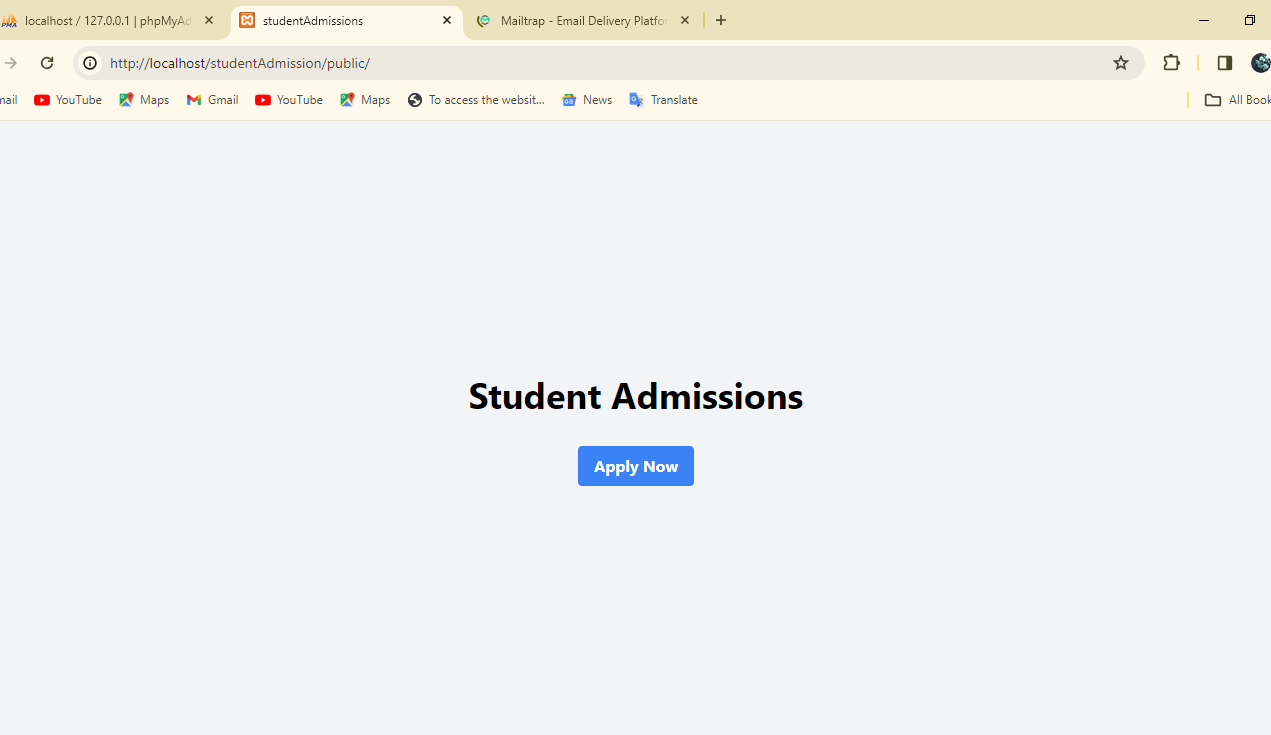 localhost / 127.0.0.1 | phpMyAd
studentAdmissions
Mailtrap - Email Delivery Platfor
http://localhost/studentAdmission/public/
mail YouTube Maps Gmail YouTube Maps To access the websit... News Translate All Book
Student Admissions
Apply Now